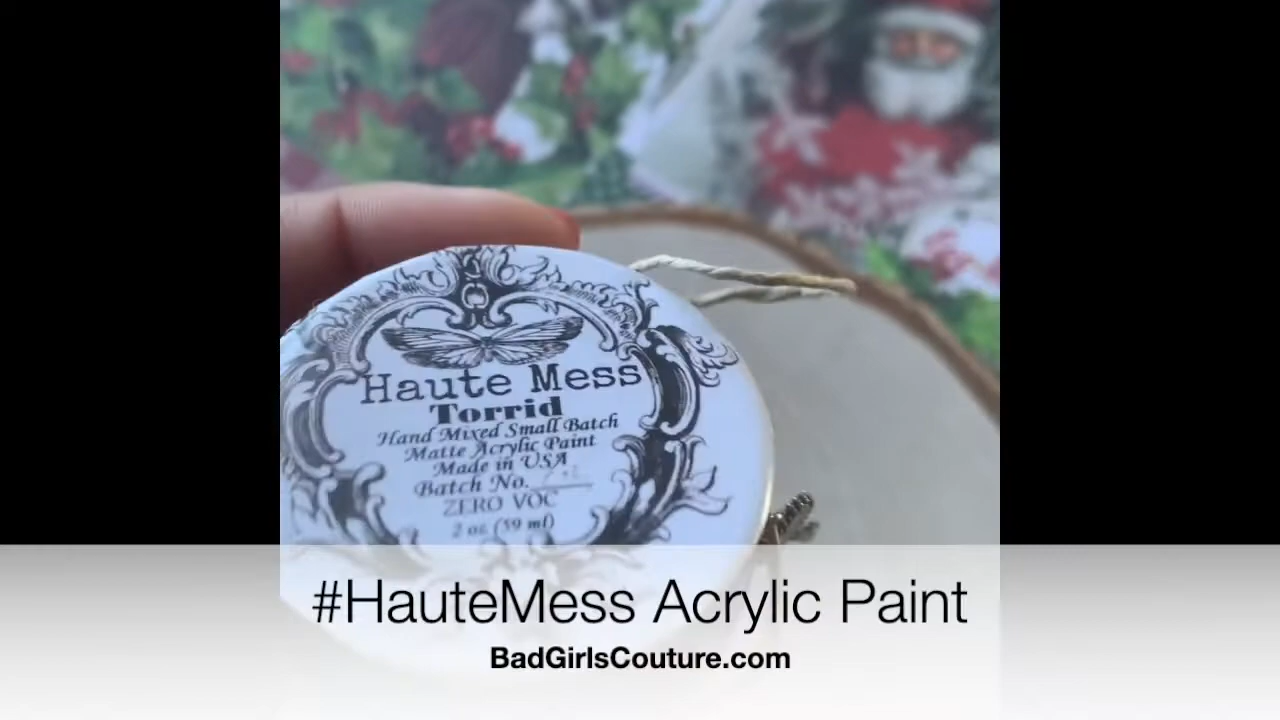 Haute Mess
Torrid
Hand Mixed Small Batch
Matte Acrylic Paint
Made in USA
Batch No.
ZERO VOC
2 oz (59 ml)
#HauteMess Acrylic Paint
BadGirlsCouture.com